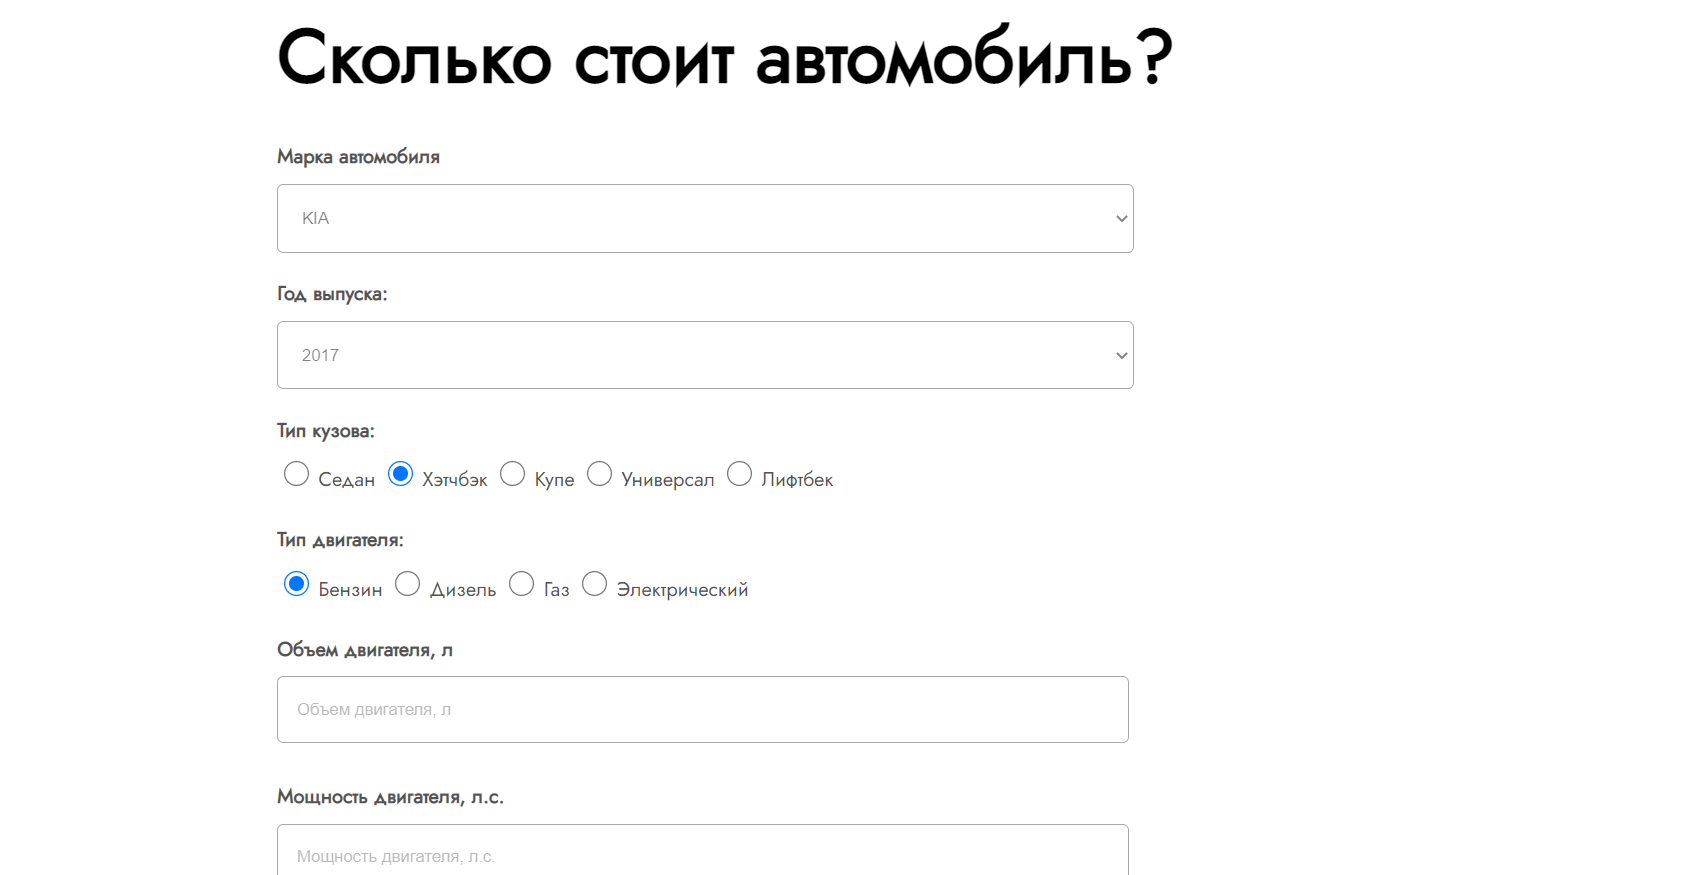 Сколько стоит автомобиль?
Марка автомобиля
KIA
Год выпуска:
2017
Тип кузова:
Седан Хэтчбэк Купе Универсал Лифтбек
Тип двигателя:
Бензин Дизель Газ Электрический
Объем двигателя, л
Объем двигателя, л
Мощность двигателя, л.с.
Мощность двигателя, л.с.